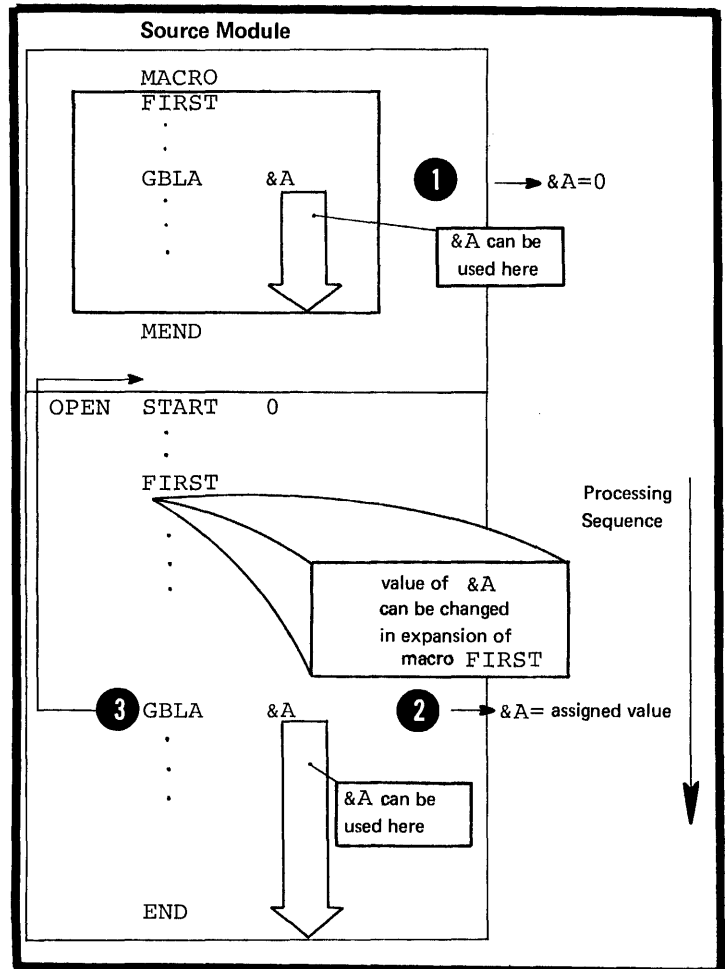 Source Module
MACRO
FIRST
.
.
GBLA &A
1
&A=0
.
.
.
&A can be
used here
MEND
OPEN START 0
.
.
FIRST
.
.
.
Processing
Sequence
value of &A
can be changed
in expansion of
macro FIRST
3 GBLA &A
2
&A= assigned value
.
.
.
&A can be
used here
END